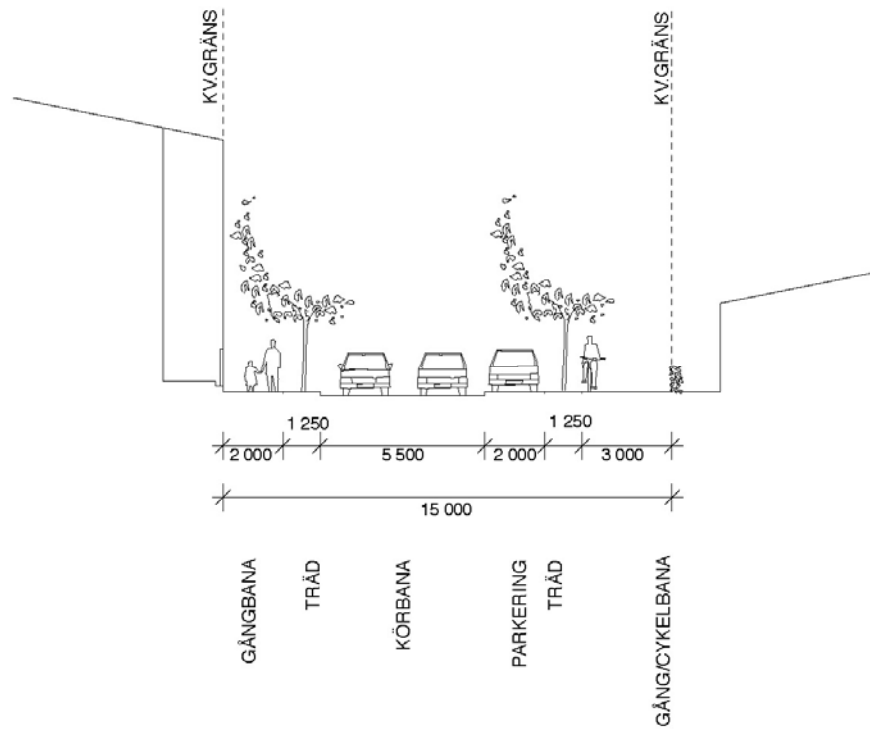 KV.GRÄNS
KV.GRÄNS
1 250
1 250
2 000
5 500
2 000
3 000
15 000
GÅNGBANA
TRÄD
KÖRBANA
PARKERING
TRÄD
GÅNG/CYKELBANA